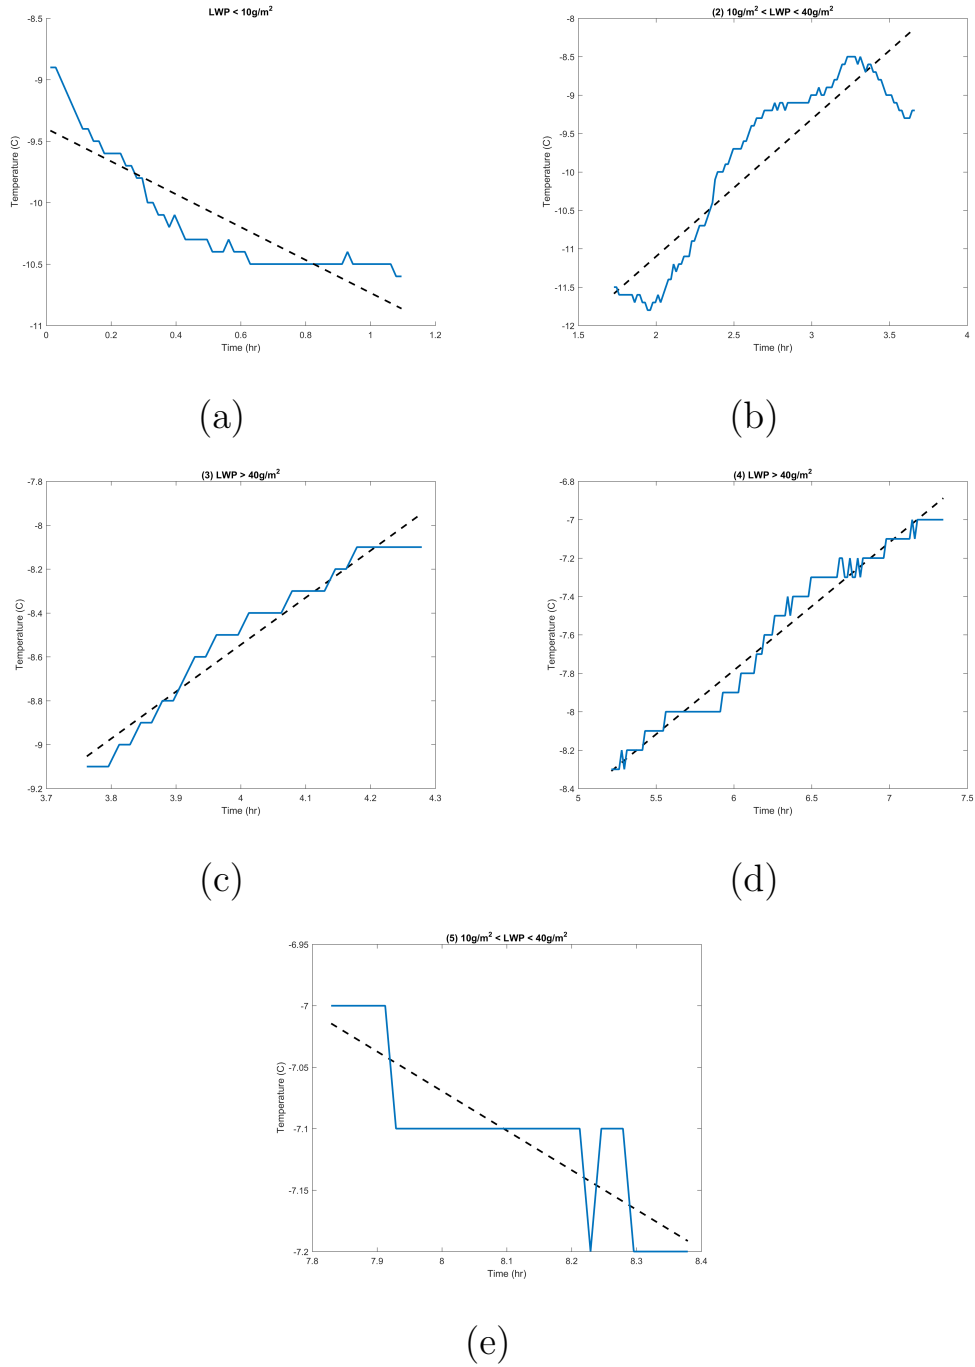 LWP < 10g/m²
-8.5
-9
-9.5
-10
-10.5
-11
Temperature (C)
0 0.2 0.4 0.6 0.8 1 1.2
Time (hr)
(a)
(2) 10g/m² < LWP < 40g/m²
-8
-8.5
-9
-9.5
-10
-10.5
-11
-11.5
-12
Temperature (C)
1.5 2 2.5 3 3.5 4
Time (hr)
(b)
(3) LWP > 40g/m²
-7.8
-8
-8.2
-8.4
-8.6
-8.8
-9
-9.2
Temperature (C)
3.7 3.8 3.9 4 4.1 4.2 4.3
Time (hr)
(c)
(4) LWP > 40g/m²
-6.8
-7
-7.2
-7.4
-7.6
-7.8
-8
-8.2
-8.4
Temperature (C)
5 5.5 6 6.5 7 7.5
Time (hr)
(d)
(5) 10g/m² < LWP < 40g/m²
-6.95
-7
-7.05
-7.1
-7.15
-7.2
Temperature (C)
7.8 7.9 8 8.1 8.2 8.3 8.4
Time (hr)
(e)